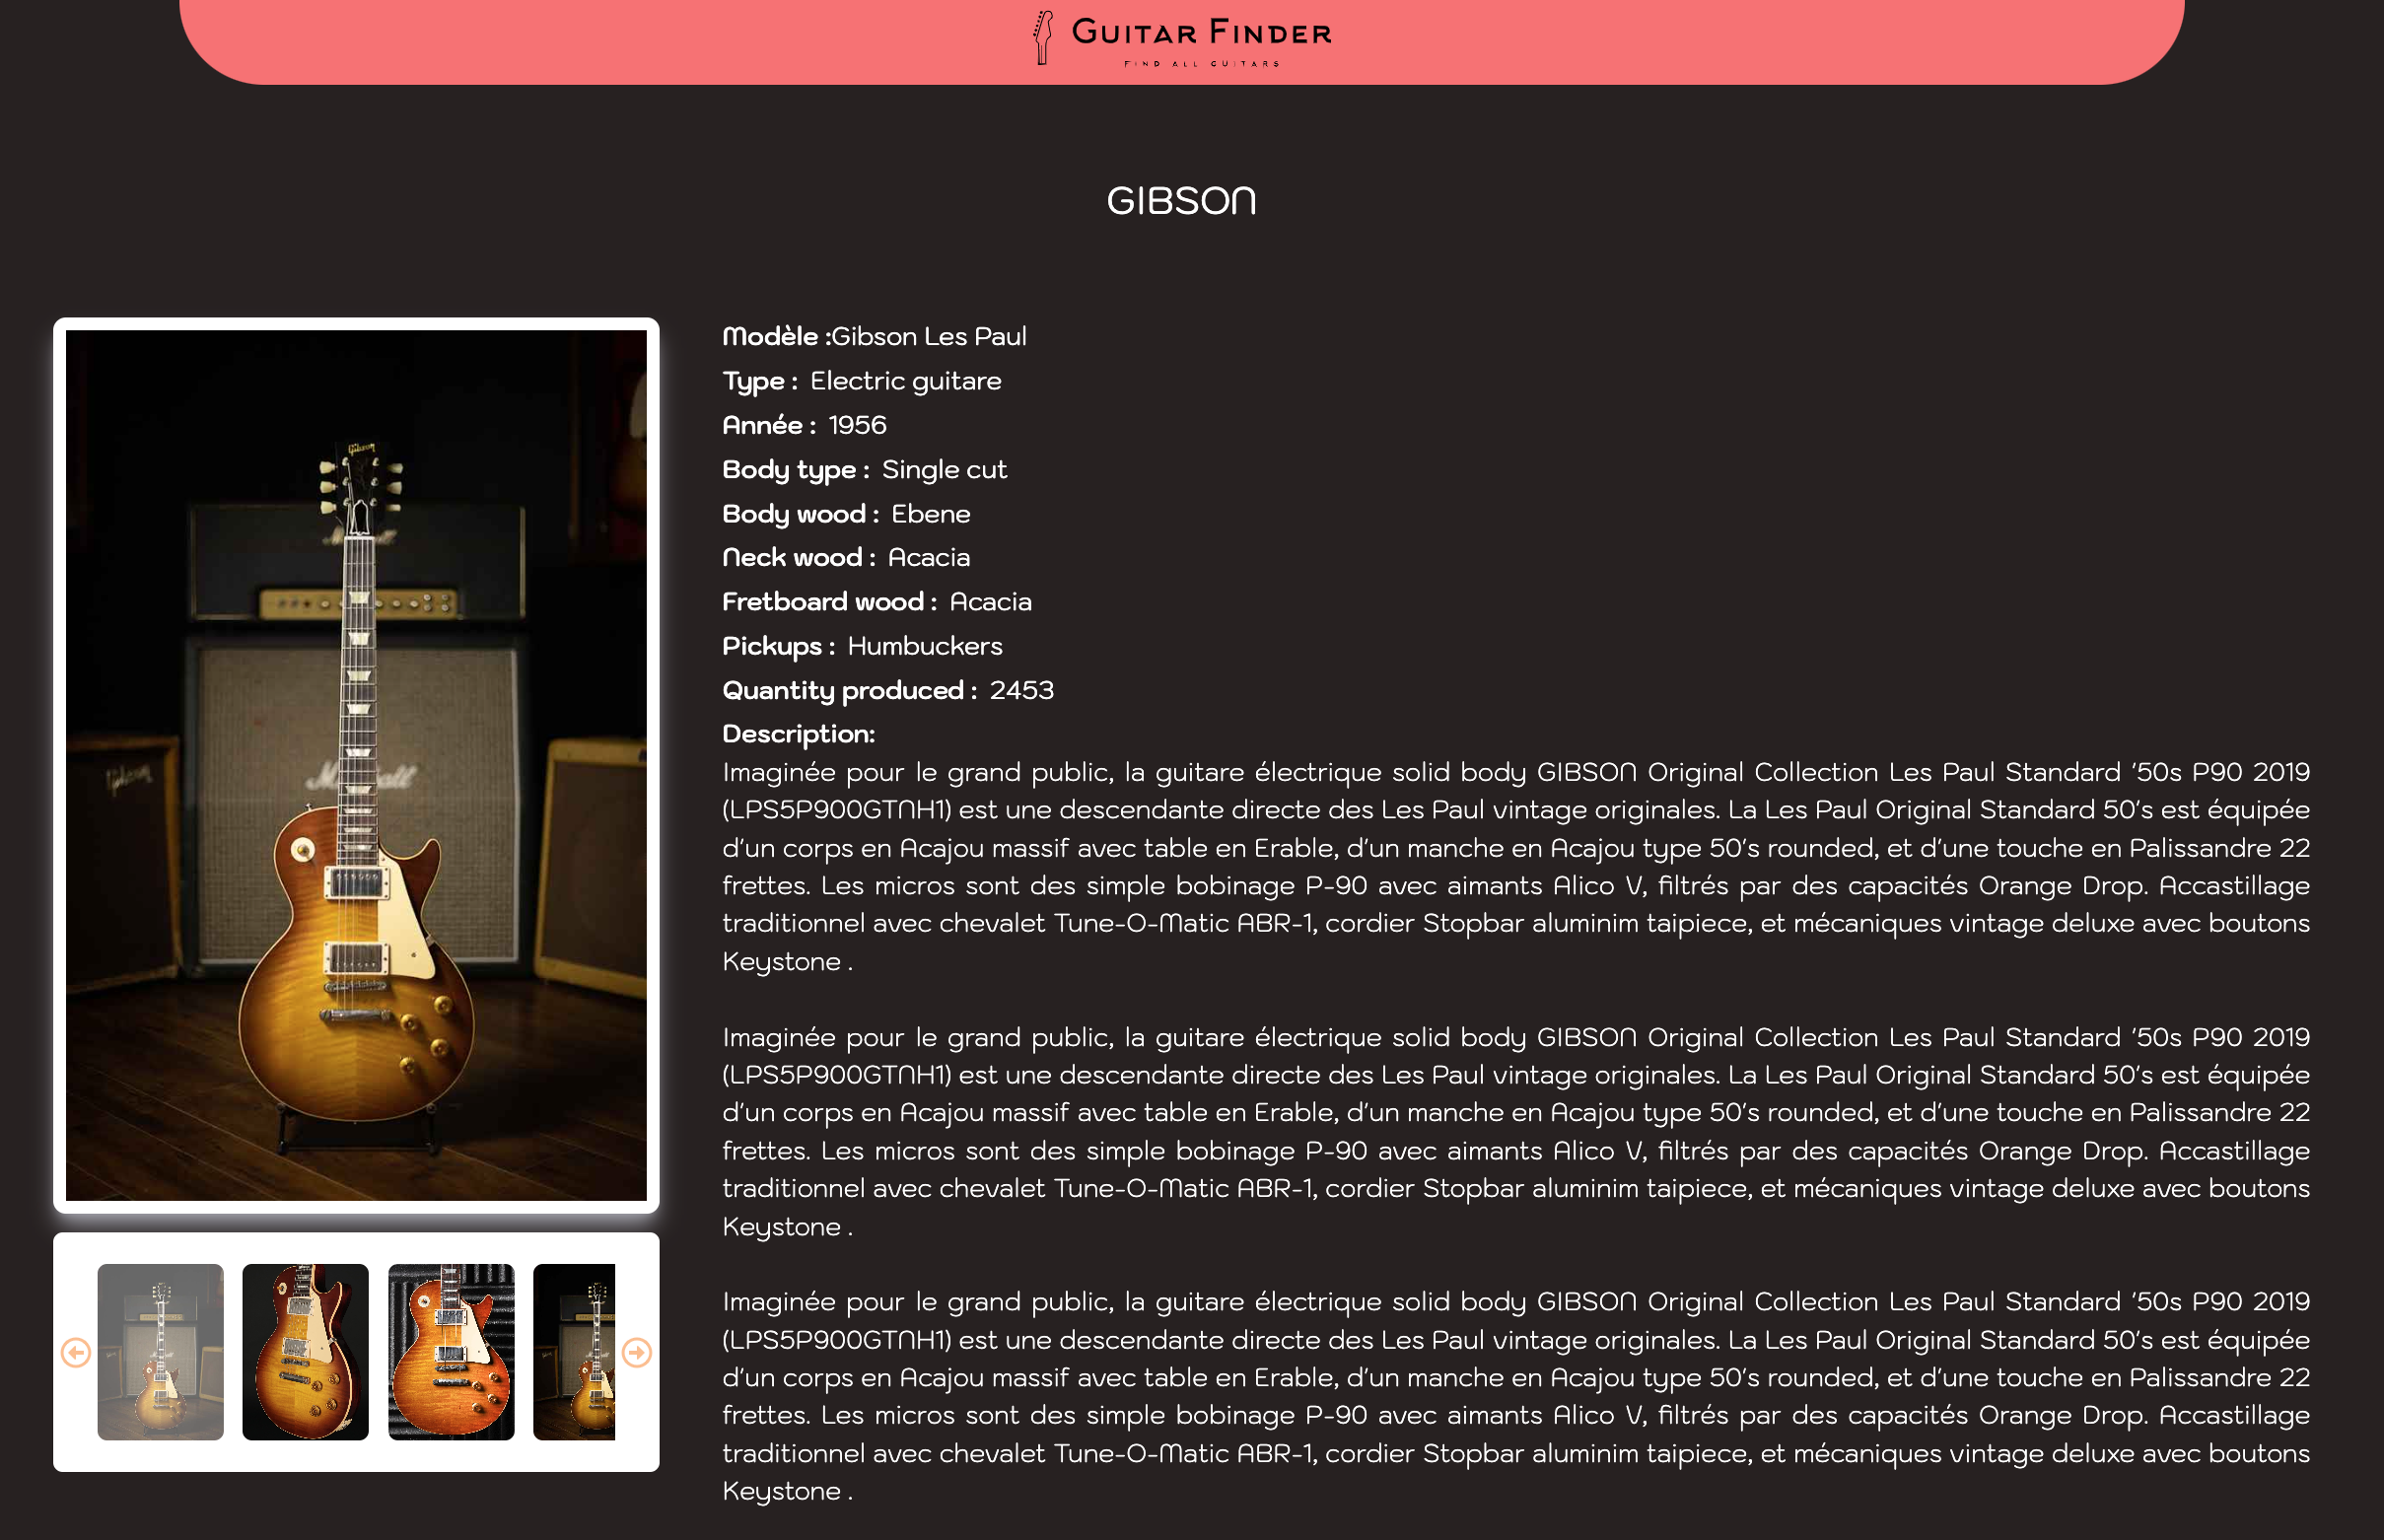 GUITAR FINDER
FIND ALL GUITARS
GIBSON
Modèle :Gibson Les Paul
Type : Electric guitare
Année : 1956
Body type : Single cut
Body wood : Ebene
Neck wood : Acacia
Fretboard wood : Acacia
Pickups : Humbuckers
Quantity produced : 2453
Description:
Imaginée pour le grand public, la guitare électrique solid body GIBSON Original Collection Les Paul Standard '50s P90 2019
(LPS5P900GTNH1) est une descendante directe des Les Paul vintage originales. La Les Paul Original Standard 50's est équipée
d'un corps en Acajou massif avec table en Erable, d'un manche en Acajou type 50's rounded, et d'une touche en Palissandre 22
frettes. Les micros sont des simple bobinage P-90 avec aimants Alico V, filtrés par des capacités Orange Drop. Accastillage
traditionnel avec chevalet Tune-O-Matic ABR-1, cordier Stopbar aluminim taipiece, et mécaniques vintage deluxe avec boutons
Keystone .
Imaginée pour le grand public, la guitare électrique solid body GIBSON Original Collection Les Paul Standard '50s P90 2019
(LPS5P900GTNH1) est une descendante directe des Les Paul vintage originales. La Les Paul Original Standard 50's est équipée
d'un corps en Acajou massif avec table en Erable, d'un manche en Acajou type 50's rounded, et d'une touche en Palissandre 22
frettes. Les micros sont des simple bobinage P-90 avec aimants Alico V, filtrés par des capacités Orange Drop. Accastillage
traditionnel avec chevalet Tune-O-Matic ABR-1, cordier Stopbar aluminim taipiece, et mécaniques vintage deluxe avec boutons
Keystone .
Imaginée pour le grand public, la guitare électrique solid body GIBSON Original Collection Les Paul Standard '50s P90 2019
(LPS5P900GTNH1) est une descendante directe des Les Paul vintage originales. La Les Paul Original Standard 50's est équipée
d'un corps en Acajou massif avec table en Erable, d'un manche en Acajou type 50's rounded, et d'une touche en Palissandre 22
frettes. Les micros sont des simple bobinage P-90 avec aimants Alico V, filtrés par des capacités Orange Drop. Accastillage
traditionnel avec chevalet Tune-O-Matic ABR-1, cordier Stopbar aluminim taipiece, et mécaniques vintage deluxe avec boutons
Keystone .
Gibson
Marshall
Gibson
Marshall